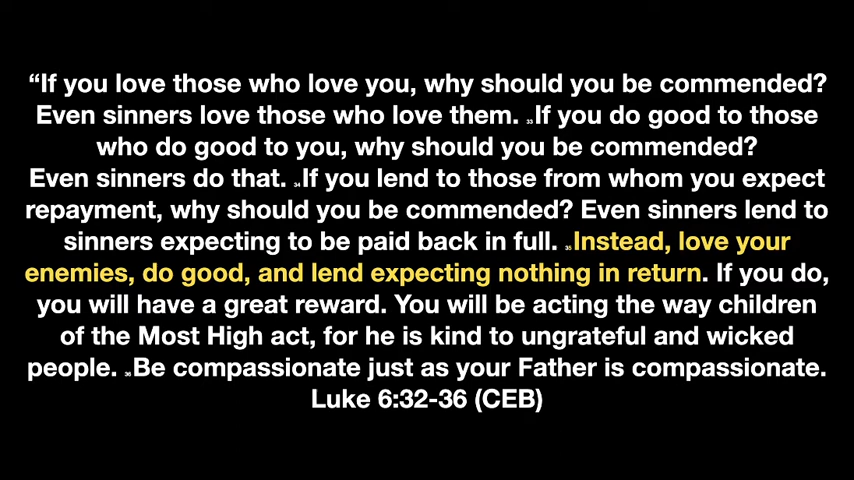 “If you love those who love you, why should you be commended?
Even sinners love those who love them. 33If you do good to those
who do good to you, why should you be commended?
Even sinners do that. 34If you lend to those from whom you expect
repayment, why should you be commended? Even sinners lend to
sinners expecting to be paid back in full. 35Instead, love your
enemies, do good, and lend expecting nothing in return. If you do,
you will have a great reward. You will be acting the way children
of the Most High act, for he is kind to ungrateful and wicked
people. 36Be compassionate just as your Father is compassionate.
Luke 6:32-36 (CEB)